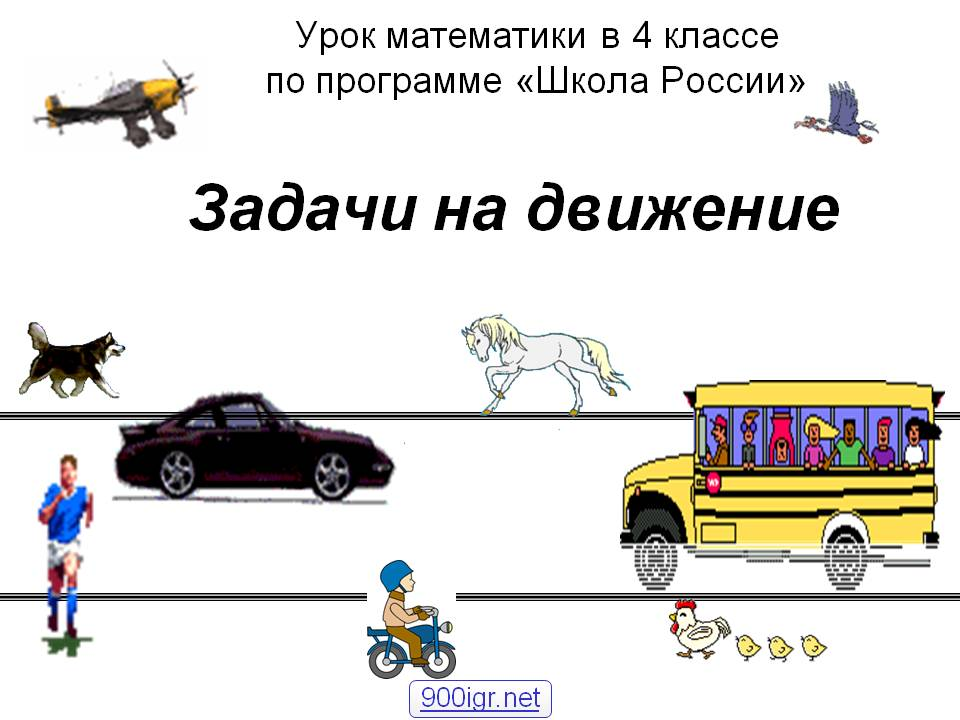 Урок математики в 4 классе
по программе «Школа России»
Задачи на движение
900igr.net